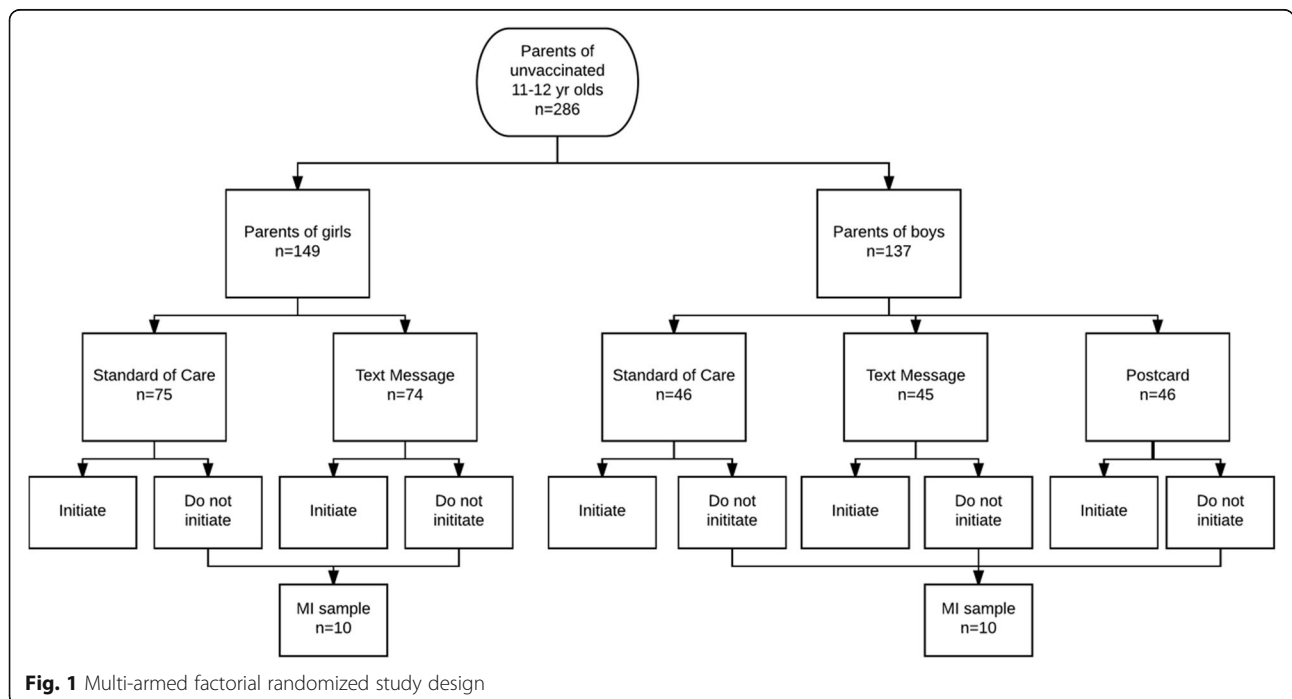 Parents of
unvaccinated
11-12 yr olds
n=286
Parents of girls
n=149
Parents of boys
n=137
Standard of Care
n=75
Text Message
n=74
Standard of Care
n=46
Text Message
n=45
Postcard
n=46
Initiate
Do not
initiate
Initiate
Do not
inititate
Initiate
Do not
inititate
Initiate
Do not
initiate
Initiate
Do not
initiate
MI sample
n=10
MI sample
n=10
Fig. 1 Multi-armed factorial randomized study design